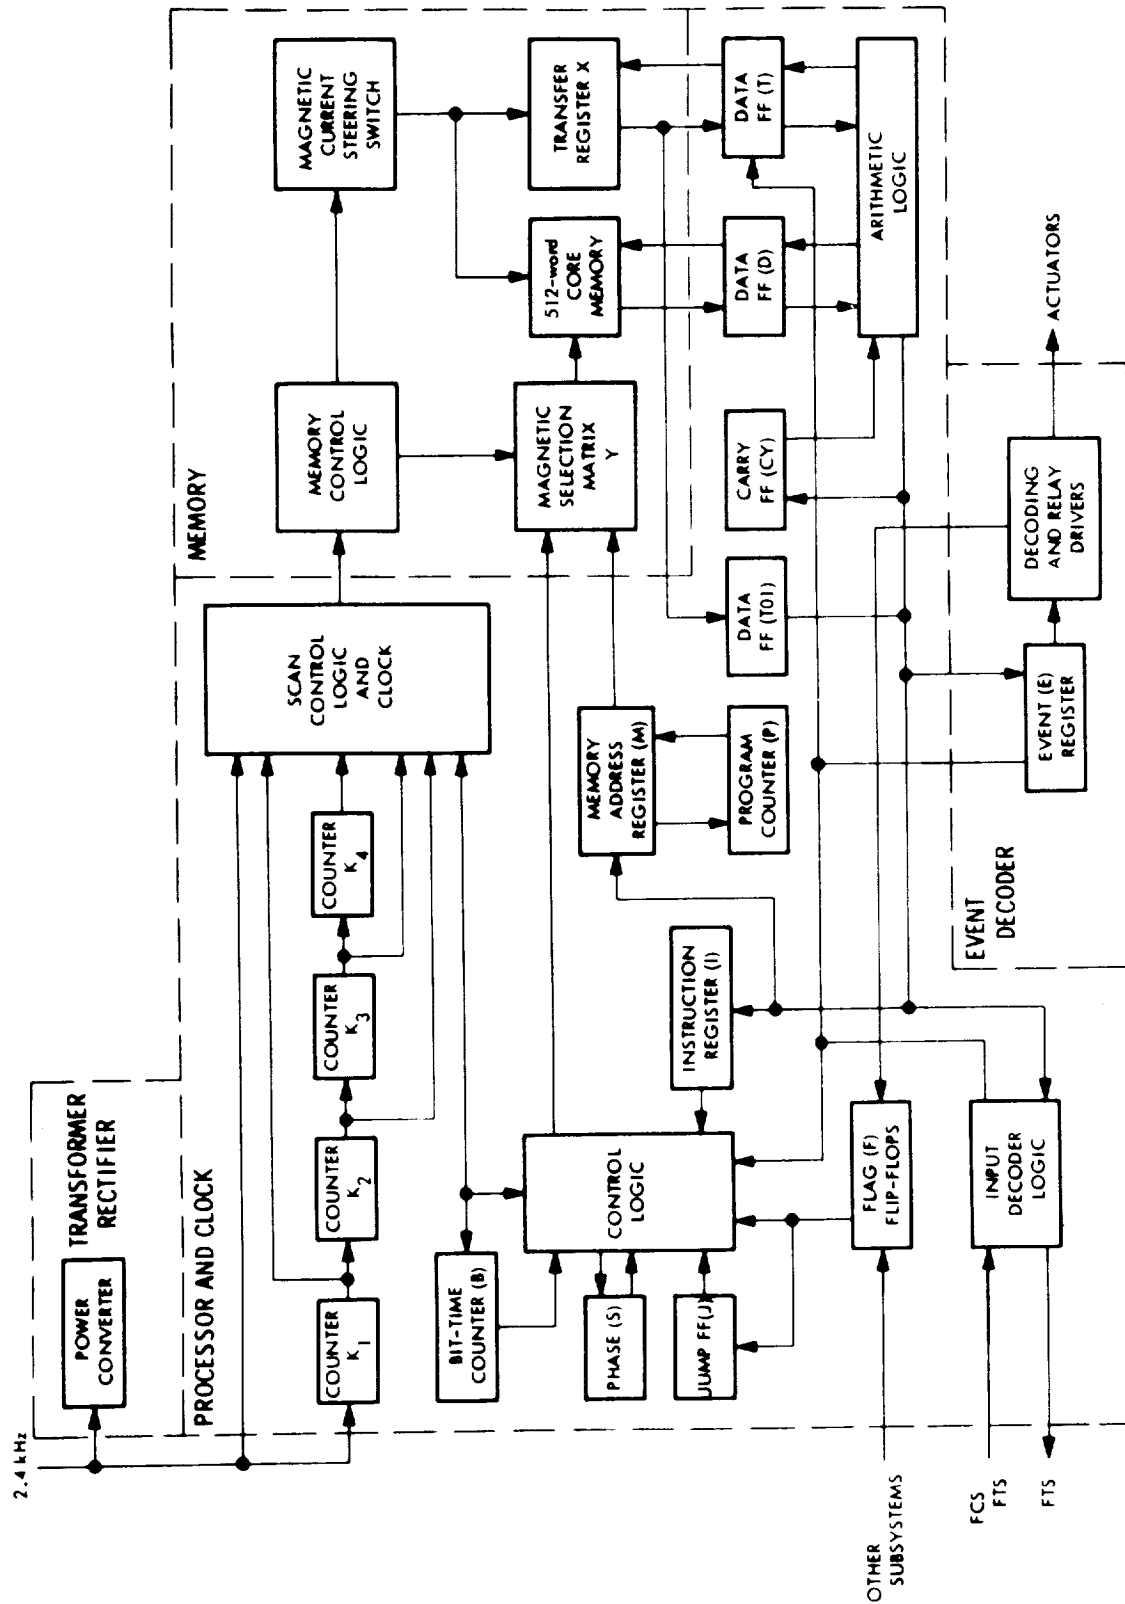 2.4 kHz
POWER
CONVERTER
TRANSFORMER
RECTIFIER
PROCESSOR AND CLOCK
COUNTER
K1
COUNTER
K2
COUNTER
K3
COUNTER
K4
SCAN
CONTROL
LOGIC
AND
CLOCK
MEMORY
MEMORY
CONTROL
LOGIC
MAGNETIC
CURRENT
STEERING
SWITCH
BIT-TIME
COUNTER (B)
PHASE (S)
JUMP FF(J)
CONTROL
LOGIC
INSTRUCTION
REGISTER (I)
MEMORY
ADDRESS
REGISTER (M)
PROGRAM
COUNTER (P)
MAGNETIC
SELECTION
MATRIX
Y
512-word
CORE
MEMORY
TRANSFER
REGISTER X
DATA
FF (T01)
CARRY
FF (CY)
DATA
FF (D)
DATA
FF (T)
ARITHMETIC
LOGIC
OTHER
SUBSYSTEMS
FLAG (F)
FLIP-FLOPS
FCS
FTS
FTS
INPUT
DECODER
LOGIC
EVENT
DECODER
EVENT (E)
REGISTER
DECODING
AND RELAY
DRIVERS
ACTUATORS